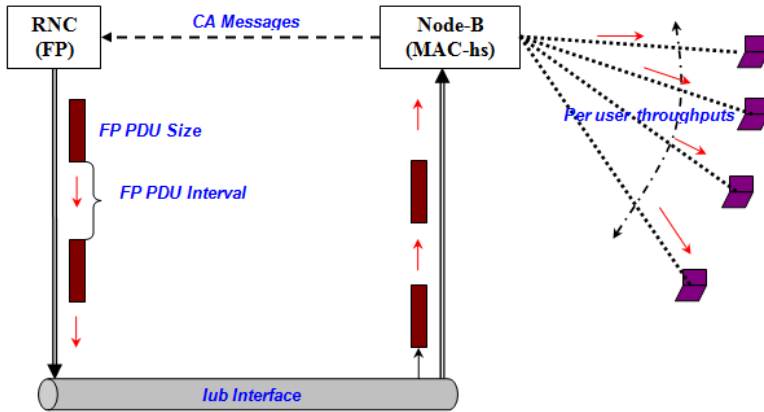 RNC
(FP)
CA Messages
Node-B
(MAC-hs)
FP PDU Size
Per user throughputs
FP PDU Interval
Iub Interface